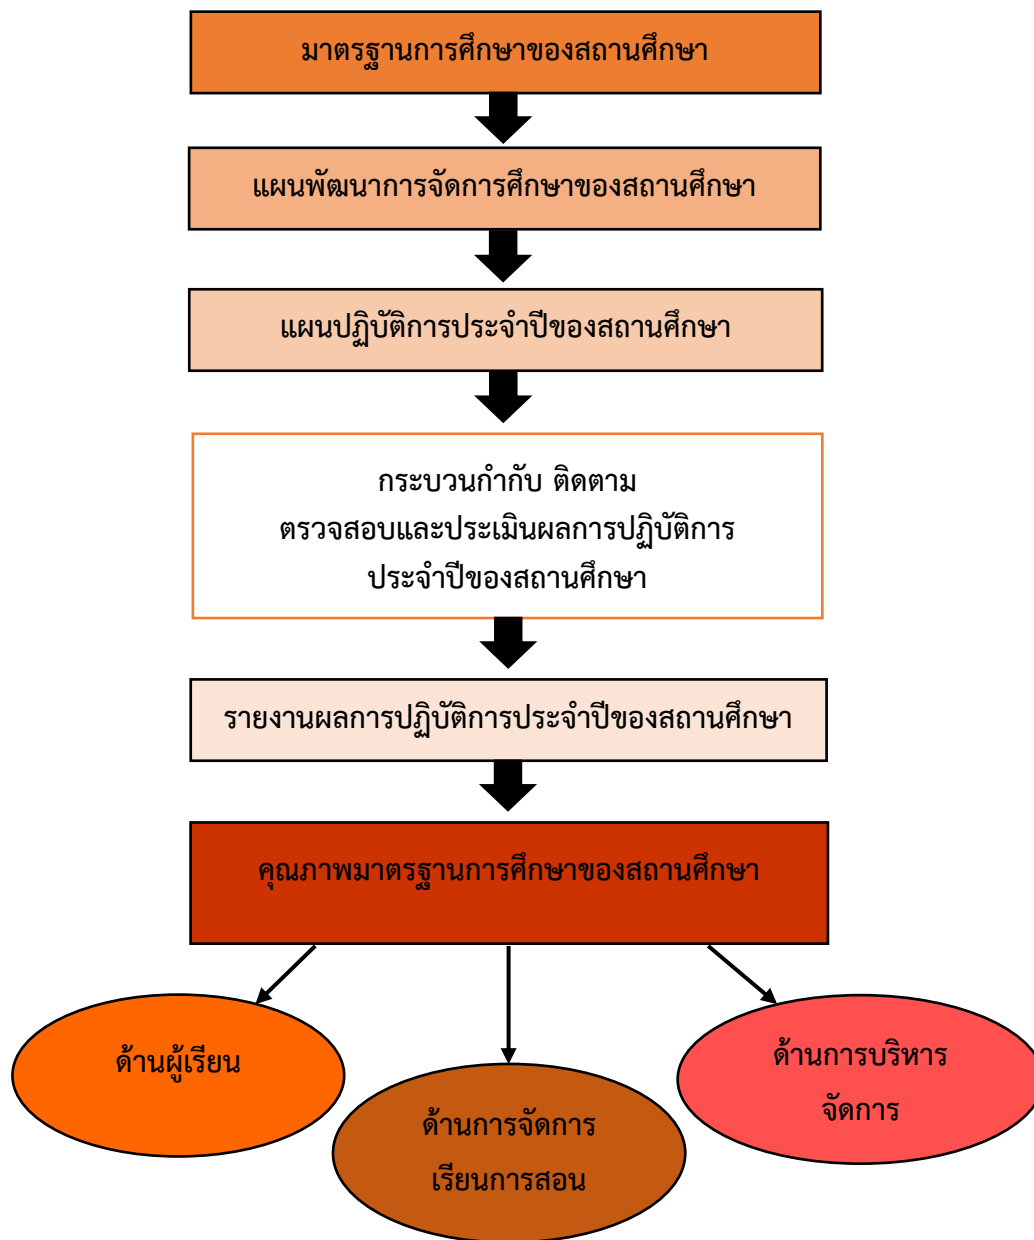 มาตรฐานการศึกษาของสถานศึกษา
แผนพัฒนาการจัดการศึกษาของสถานศึกษา
แผนปฏิบัติการประจำปีของสถานศึกษา
กระบวนกำกับ ติดตาม
ตรวจสอบและประเมินผลการปฏิบัติการ
ประจำปีของสถานศึกษา
รายงานผลการปฏิบัติการประจำปีของสถานศึกษา
คุณภาพมาตรฐานการศึกษาของสถานศึกษา
ด้านผู้เรียน
ด้านการจัดการ
เรียนการสอน
ด้านการบริหาร
จัดการ